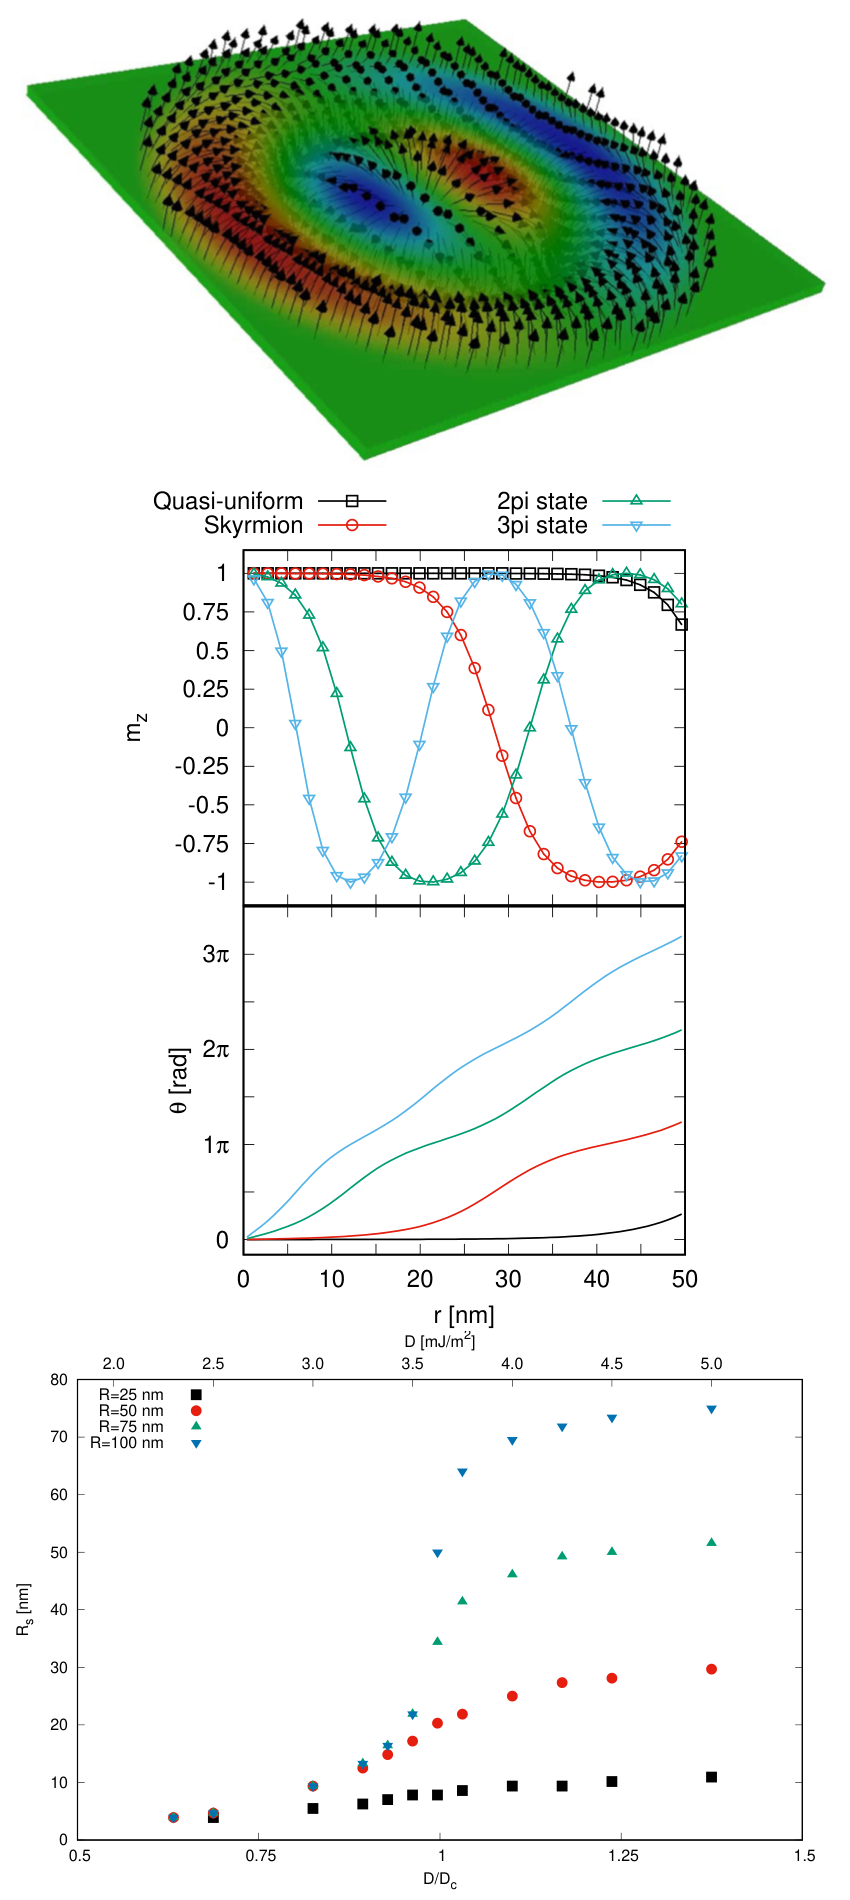 Quasi-uniform 2pi state
Skyrmion 3pi state
1
0.75
0.5
0.25
0
-0.25
-0.5
-0.75
-1
m_z
3π
2π
1π
0
θ [rad]
0 10 20 30 40 50
r [nm]
D [mJ/m²]
2.0 2.5 3.0 3.5 4.0 4.5 5.0
80
R=25 nm
R=50 nm
R=75 nm
R=100 nm
70
60
50
40
30
20
10
0
R_s [nm]
0.5 0.75 1 1.25 1.5
D/D_c